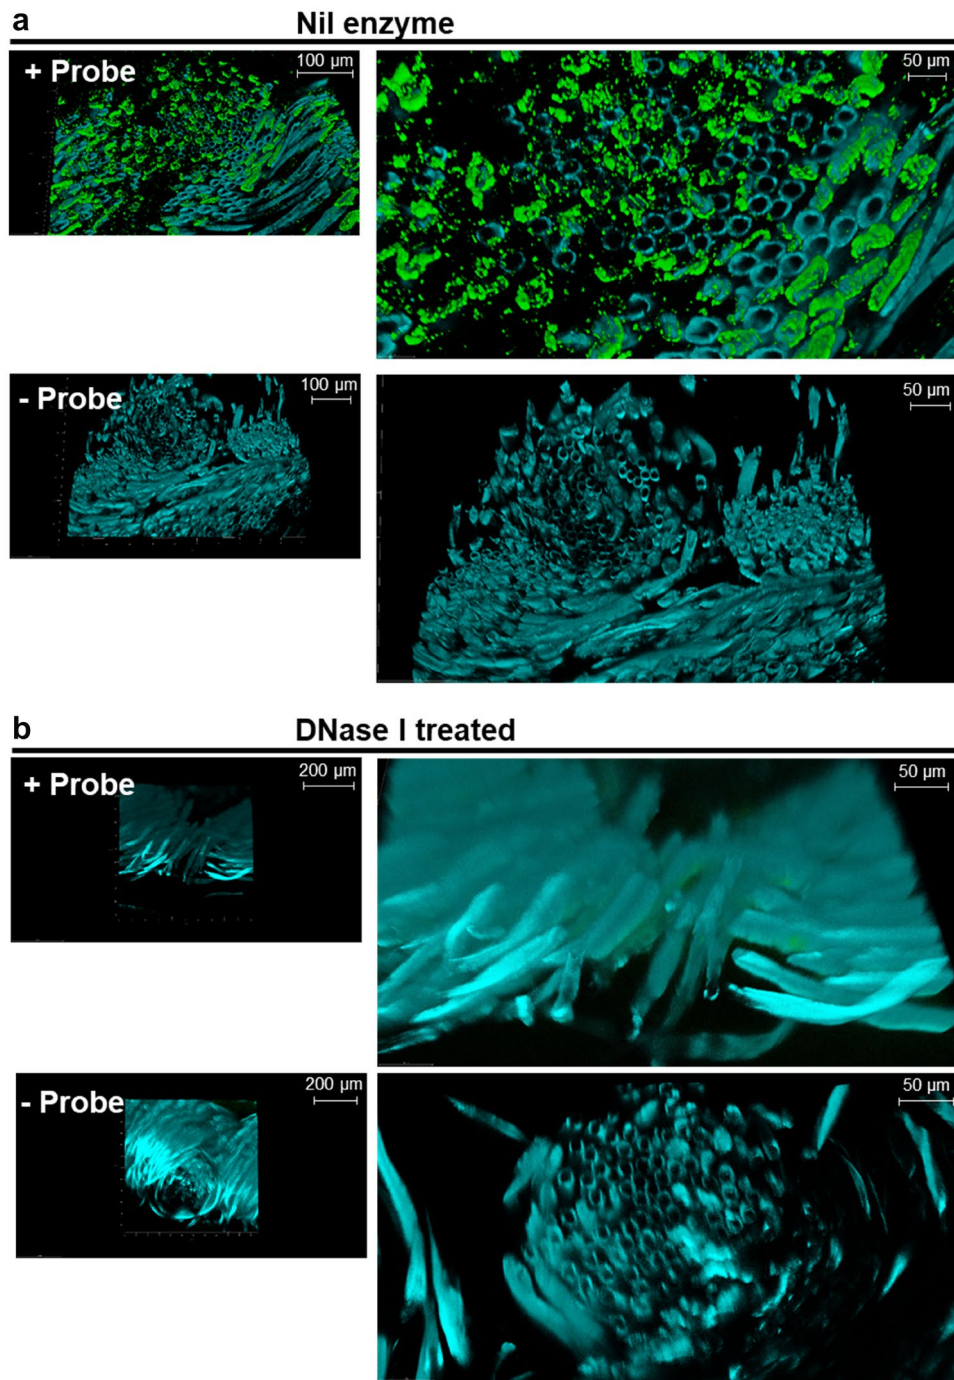 a
Nil enzyme
+ Probe
100 µm
50 µm
- Probe
100 µm
50 µm
b
DNase I treated
+ Probe
200 µm
50 µm
- Probe
200 µm
50 µm